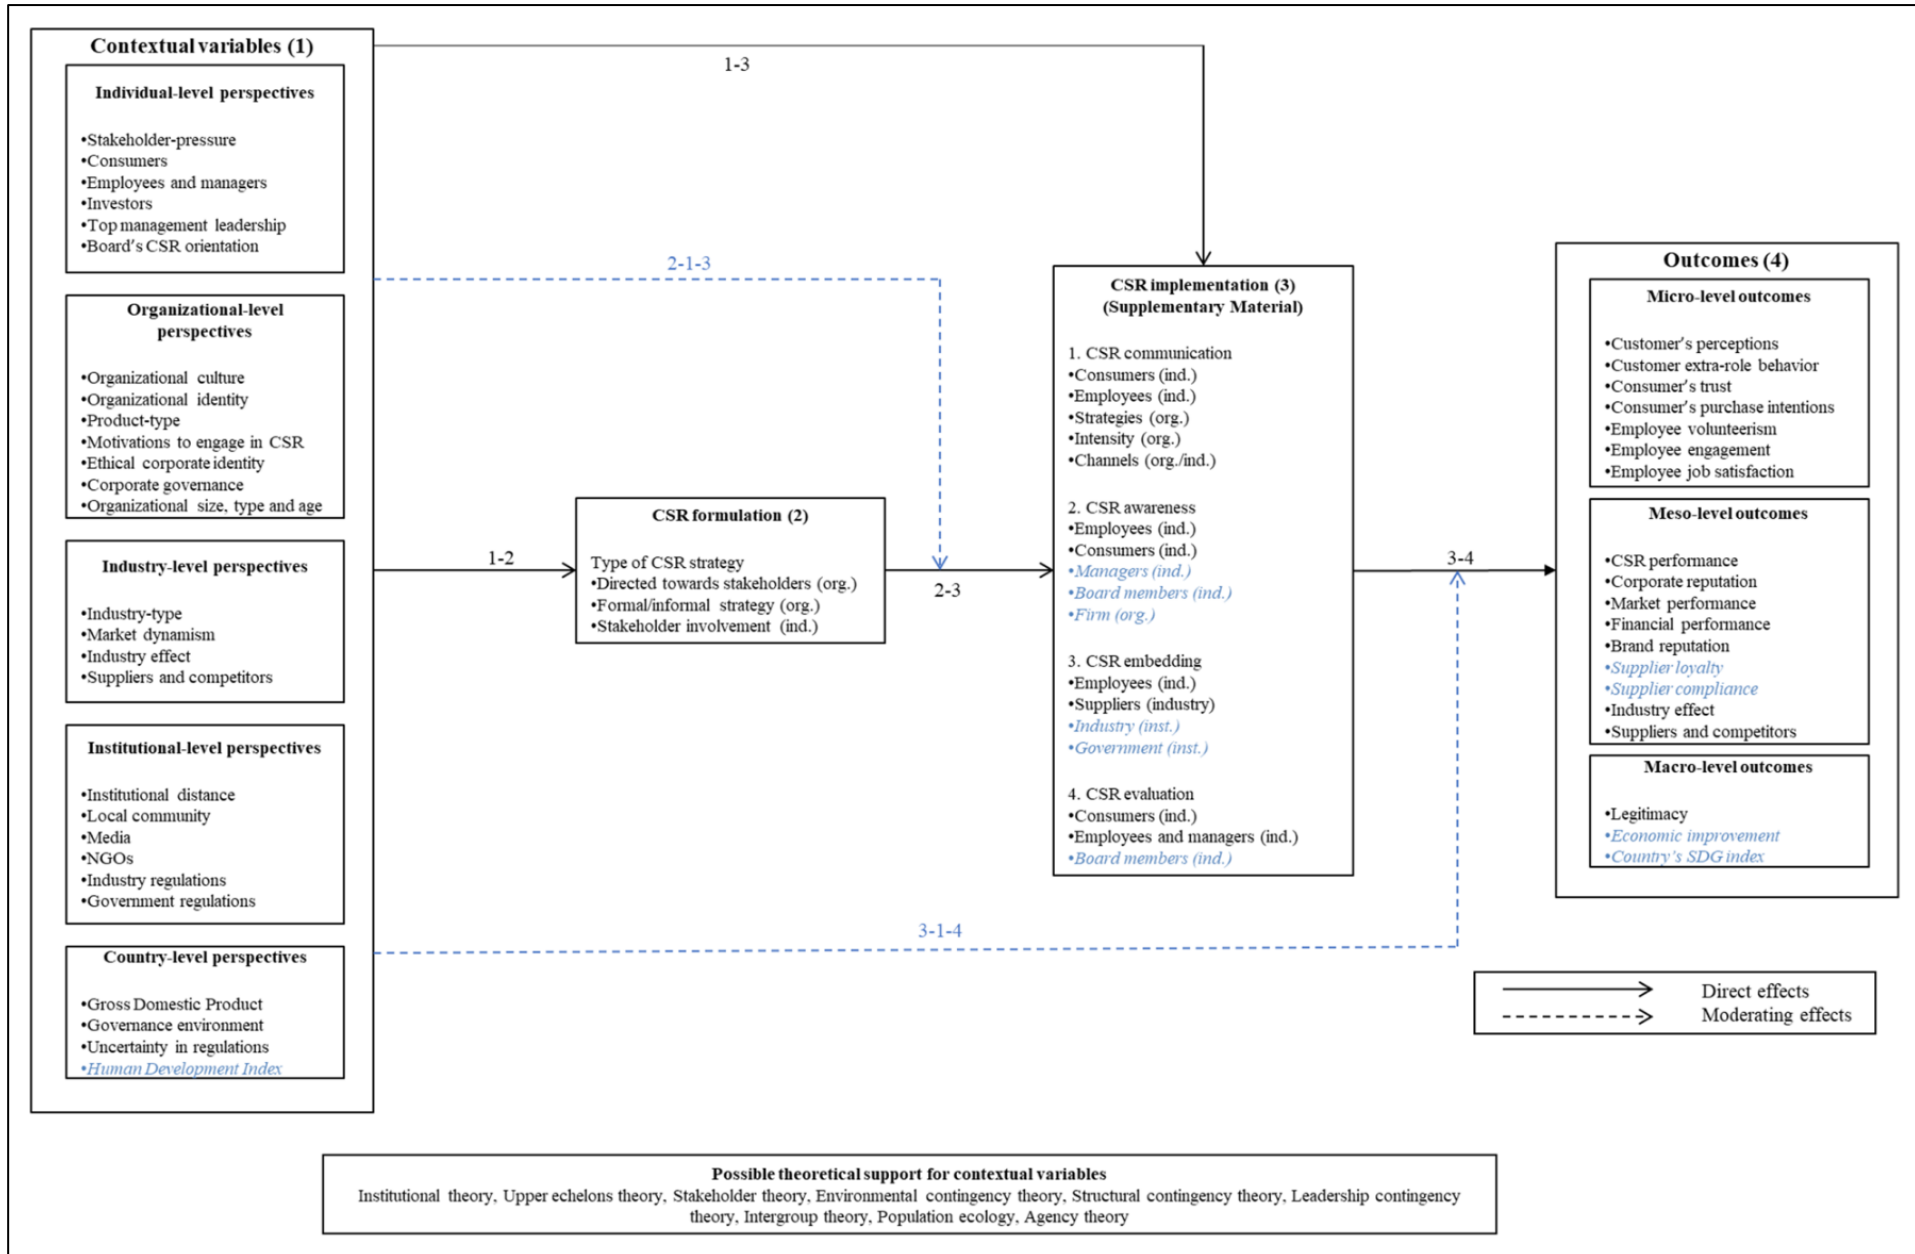 Contextual variables (1)
Individual-level perspectives
•Stakeholder-pressure
•Consumers
•Employees and managers
•Investors
•Top management leadership
•Board's CSR orientation
Organizational-level
perspectives
•Organizational culture
•Organizational identity
•Product-type
•Motivations to engage in CSR
•Ethical corporate identity
•Corporate governance
•Organizational size, type and age
Industry-level perspectives
•Industry-type
•Market dynamism
•Industry effect
•Suppliers and competitors
Institutional-level perspectives
•Institutional distance
•Local community
•Media
•NGOs
•Industry regulations
•Government regulations
Country-level perspectives
•Gross Domestic Product
•Governance environment
•Uncertainty in regulations
•Human Development Index
1-3
2-1-3
1-2
CSR formulation (2)
Type of CSR strategy
•Directed towards stakeholders (org.)
•Formal/informal strategy (org.)
•Stakeholder involvement (ind.)
2-3
CSR implementation (3)
(Supplementary Material)
1. CSR communication
•Consumers (ind.)
•Employees (ind.)
•Strategies (org.)
•Intensity (org.)
•Channels (org./ind.)
2. CSR awareness
•Employees (ind.)
•Consumers (ind.)
•Managers (ind.)
•Board members (ind.)
•Firm (org.)
3. CSR embedding
•Employees (ind.)
•Suppliers (industry)
•Industry (inst.)
•Government (inst.)
4. CSR evaluation
•Consumers (ind.)
•Employees and managers (ind.)
•Board members (ind.)
3-4
3-1-4
Outcomes (4)
Micro-level outcomes
•Customer's perceptions
•Customer extra-role behavior
•Consumer's trust
•Consumer's purchase intentions
•Employee volunteerism
•Employee engagement
•Employee job satisfaction
Meso-level outcomes
•CSR performance
•Corporate reputation
•Market performance
•Financial performance
•Brand reputation
•Supplier loyalty
•Supplier compliance
•Industry effect
•Suppliers and competitors
Macro-level outcomes
•Legitimacy
•Economic improvement
•Country's SDG index
Direct effects
Moderating effects
Possible theoretical support for contextual variables
Institutional theory, Upper echelons theory, Stakeholder theory, Environmental contingency theory, Structural contingency theory, Leadership contingency
theory, Intergroup theory, Population ecology, Agency theory